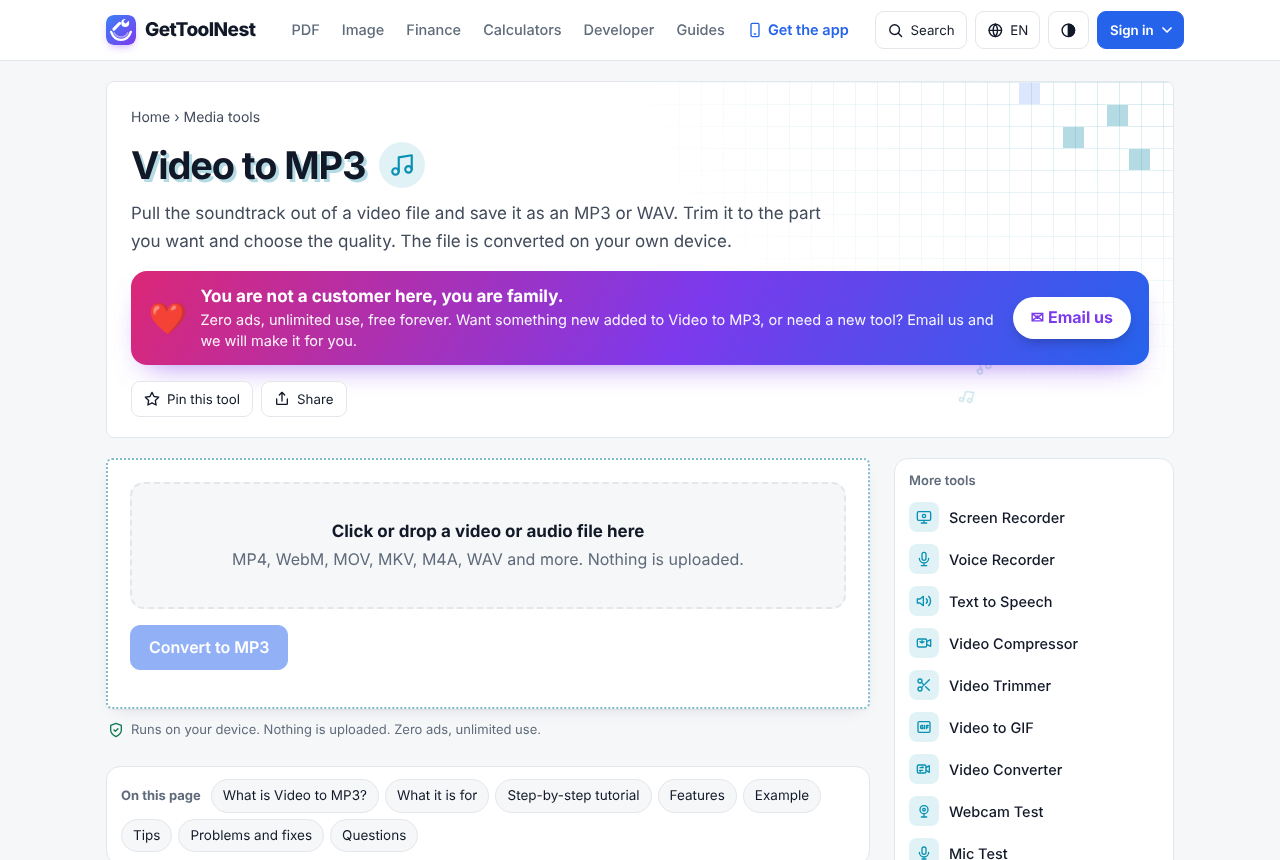 GetToolNest
PDF
Image
Finance
Calculators
Developer
Guides
Get the app
Search
EN
Sign in
Home › Media tools
Video to MP3
Pull the soundtrack out of a video file and save it as an MP3 or WAV. Trim it to the part
you want and choose the quality. The file is converted on your own device.
You are not a customer here, you are family.
Zero ads, unlimited use, free forever. Want something new added to Video to MP3, or need a new tool? Email us and
we will make it for you.
✉ Email us
Pin this tool
Share
Click or drop a video or audio file here
MP4, WebM, MOV, MKV, M4A, WAV and more. Nothing is uploaded.
Convert to MP3
Runs on your device. Nothing is uploaded. Zero ads, unlimited use.
On this page
What is Video to MP3?
What it is for
Step-by-step tutorial
Features
Example
Tips
Problems and fixes
Questions
More tools
Screen Recorder
Voice Recorder
Text to Speech
Video Compressor
Video Trimmer
GIF
Video to GIF
Video Converter
Webcam Test
Mic Test